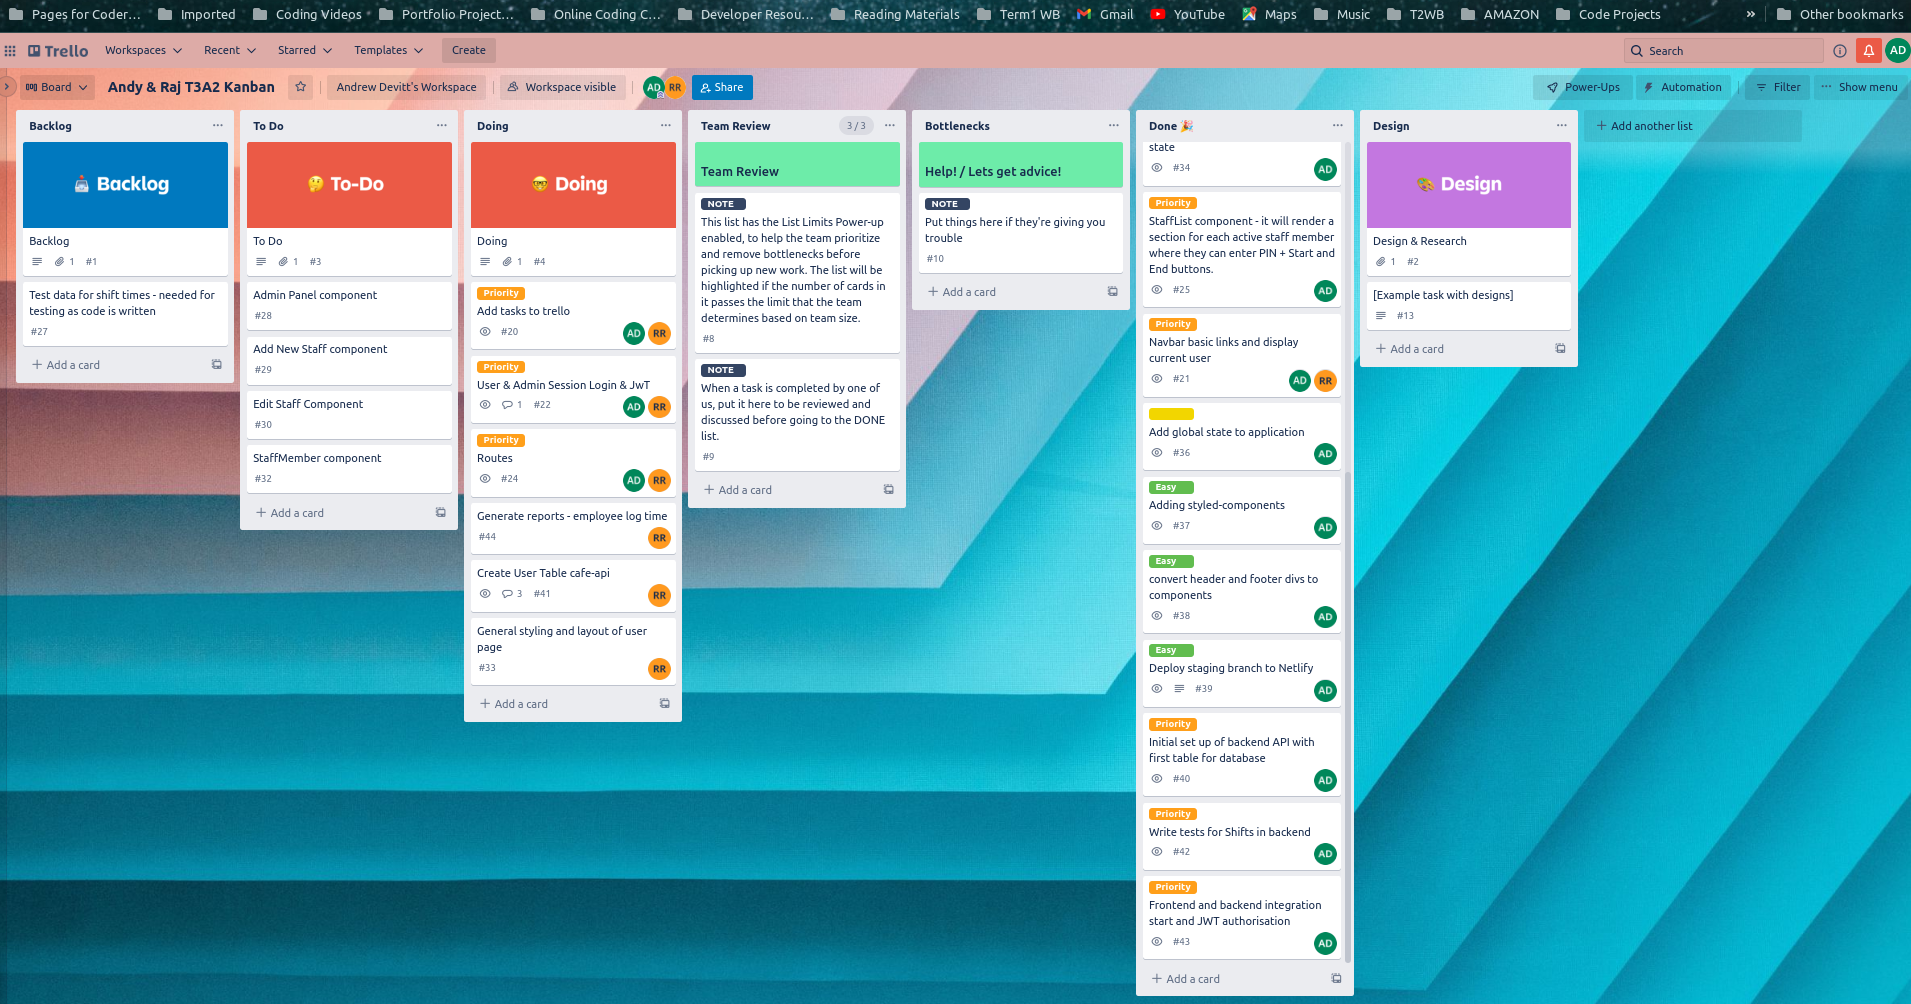 Pages for Coder... Imported Coding Videos Portfolio Project... Online Coding C... Developer Resou... Reading Materials Term1 WB Gmail YouTube Maps Music T2WB AMAZON Code Projects » Other bookmarks
Trello Workspaces Recent Starred Templates Create Search AD
Board Andy & Raj T3A2 Kanban Andrew Devitt's Workspace Workspace visible AD RR Share Power-Ups Automation Filter Show menu
Backlog
Backlog
Backlog
1 #1
Test data for shift times - needed for
testing as code is written
#27
+ Add a card
To Do
To-Do
To Do
1 #3
Admin Panel component
#28
Add New Staff component
#29
Edit Staff Component
#30
StaffMember component
#32
+ Add a card
Doing
Doing
Doing
1 #4
Priority
Add tasks to trello
#20 AD RR
Priority
User & Admin Session Login & JwT
1 #22 AD RR
Priority
Routes
#24 AD RR
Generate reports - employee log time
#44 RR
Create User Table cafe-api
3 #41 RR
General styling and layout of user
page
#33 RR
+ Add a card
Team Review 3 / 3
Team Review
NOTE
This list has the List Limits Power-up
enabled, to help the team prioritize
and remove bottlenecks before
picking up new work. The list will be
highlighted if the number of cards in
it passes the limit that the team
determines based on team size.
#8
NOTE
When a task is completed by one of
us, put it here to be reviewed and
discussed before going to the DONE
list.
#9
+ Add a card
Bottlenecks
Help! / Lets get advice!
NOTE
Put things here if they're giving you
trouble
#10
+ Add a card
Done 🎉
state
#34 AD
Priority
StaffList component - it will render a
section for each active staff member
where they can enter PIN + Start and
End buttons.
#25 AD
Priority
Navbar basic links and display
current user
#21 AD RR
Add global state to application
#36 AD
Easy
Adding styled-components
#37 AD
Easy
convert header and footer divs to
components
#38 AD
Easy
Deploy staging branch to Netlify
#39 AD
Priority
Initial set up of backend API with
first table for database
#40 AD
Priority
Write tests for Shifts in backend
#42 AD
Priority
Frontend and backend integration
start and JWT authorisation
#43 AD
+ Add a card
Design
Design
Design & Research
1 #2
[Example task with designs]
#13
+ Add a card
+ Add another list